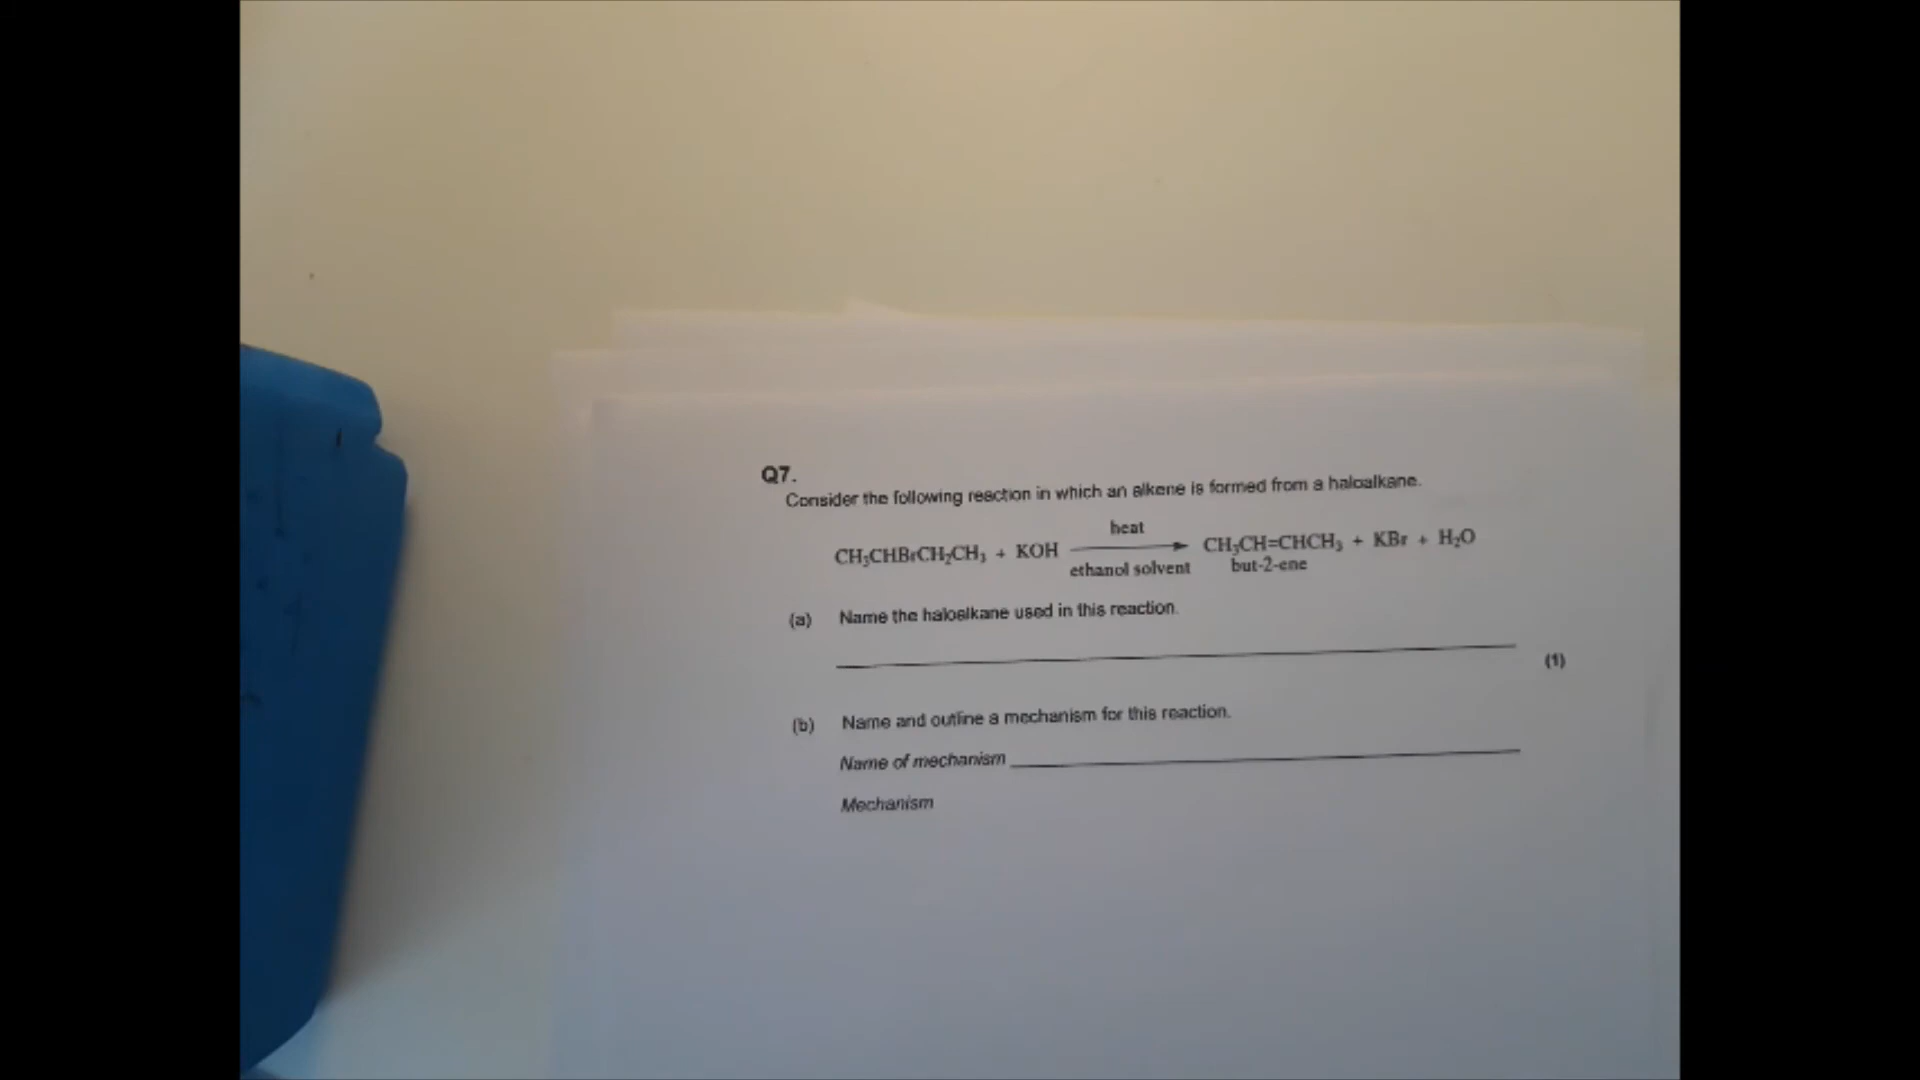 Q7.
Consider the following reaction in which an alkene is formed from a haloalkane.
heat
CH₃CHBrCH₂CH₃ + KOH ⟶ CH₃CH=CHCH₃ + KBr + H₂O
ethanol solvent but-2-ene
(a) Name the haloalkane used in this reaction.
(1)
(b) Name and outline a mechanism for this reaction.
Name of mechanism
Mechanism